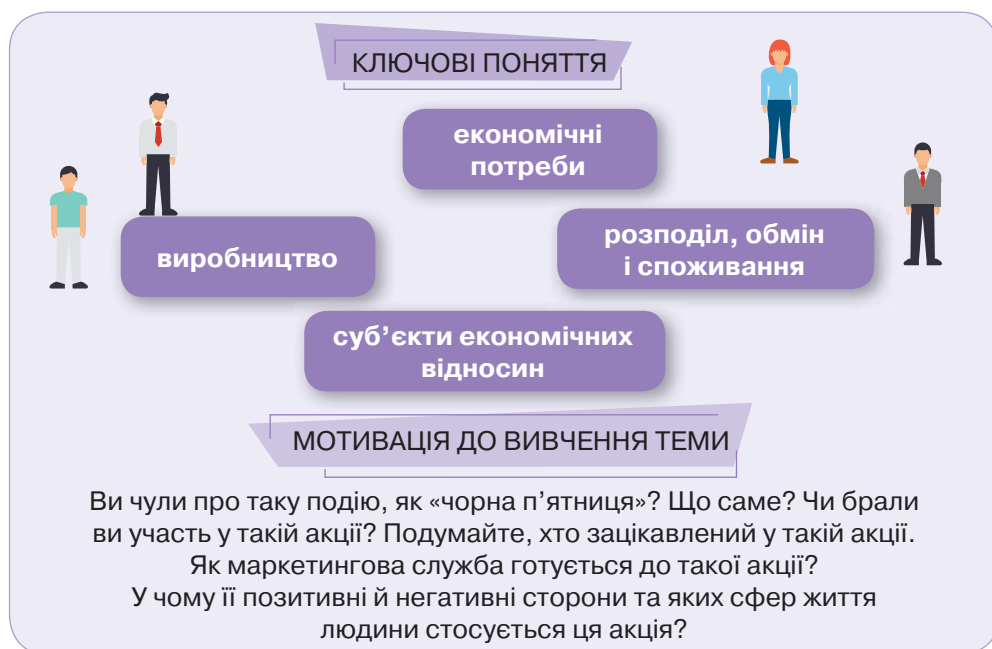 КЛЮЧОВІ ПОНЯТТЯ
економічні
потреби
виробництво
розподіл, обмін
і споживання
суб’єкти економічних
відносин
МОТИВАЦІЯ ДО ВИВЧЕННЯ ТЕМИ
Ви чули про таку подію, як «чорна п’ятниця»? Що саме? Чи брали
ви участь у такій акції? Подумайте, хто зацікавлений у такій акції.
Як маркетингова служба готується до такої акції?
У чому її позитивні й негативні сторони та яких сфер життя
людини стосується ця акція?